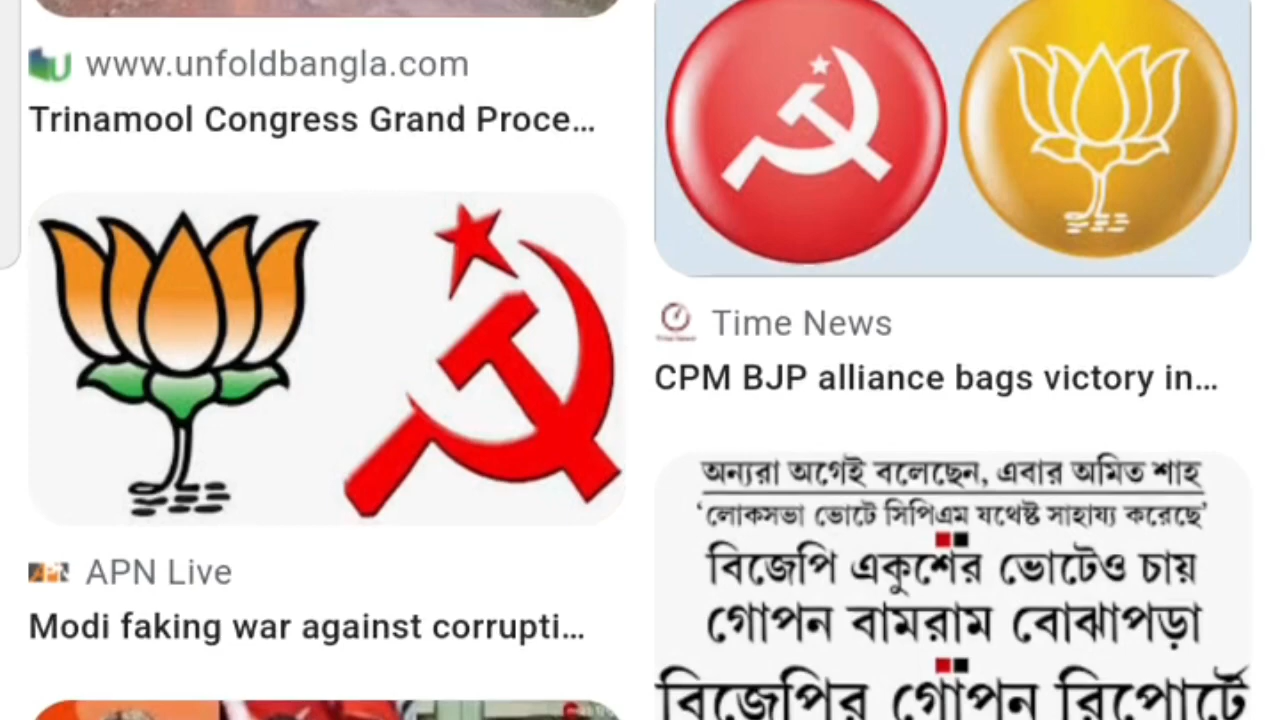 www.unfoldbangla.com
Trinamool Congress Grand Proce...
APN Live
Modi faking war against corrupti...
Time News
CPM BJP alliance bags victory in...
অন্যরা আগেই বলেছেন, এবার অমিত শাহ
‘লোকসভা ভোটে সিপিএম যথেষ্ট সাহায্য করেছে’
বিজেপি একুশের ভোটেও চায়
গোপন বামরাম বোঝাপড়া
বিজেপির গোপন রিপোর্টে